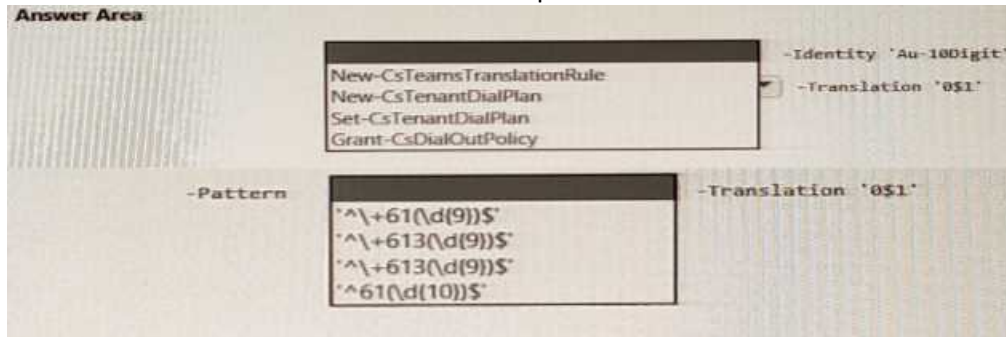 Answer Area
-Identity 'Au-10Digit'
New-CsTeamsTranslationRule
New-CsTenantDialPlan
-Translation '0$1'
Set-CsTenantDialPlan
Grant-CsDialOutPolicy
-Pattern
-Translation '0$1'
'^\+61(\d{9})$'
'^\+613(\d{9})$'
'^\+613(\d{9})$'
'^61(\d{10})$'